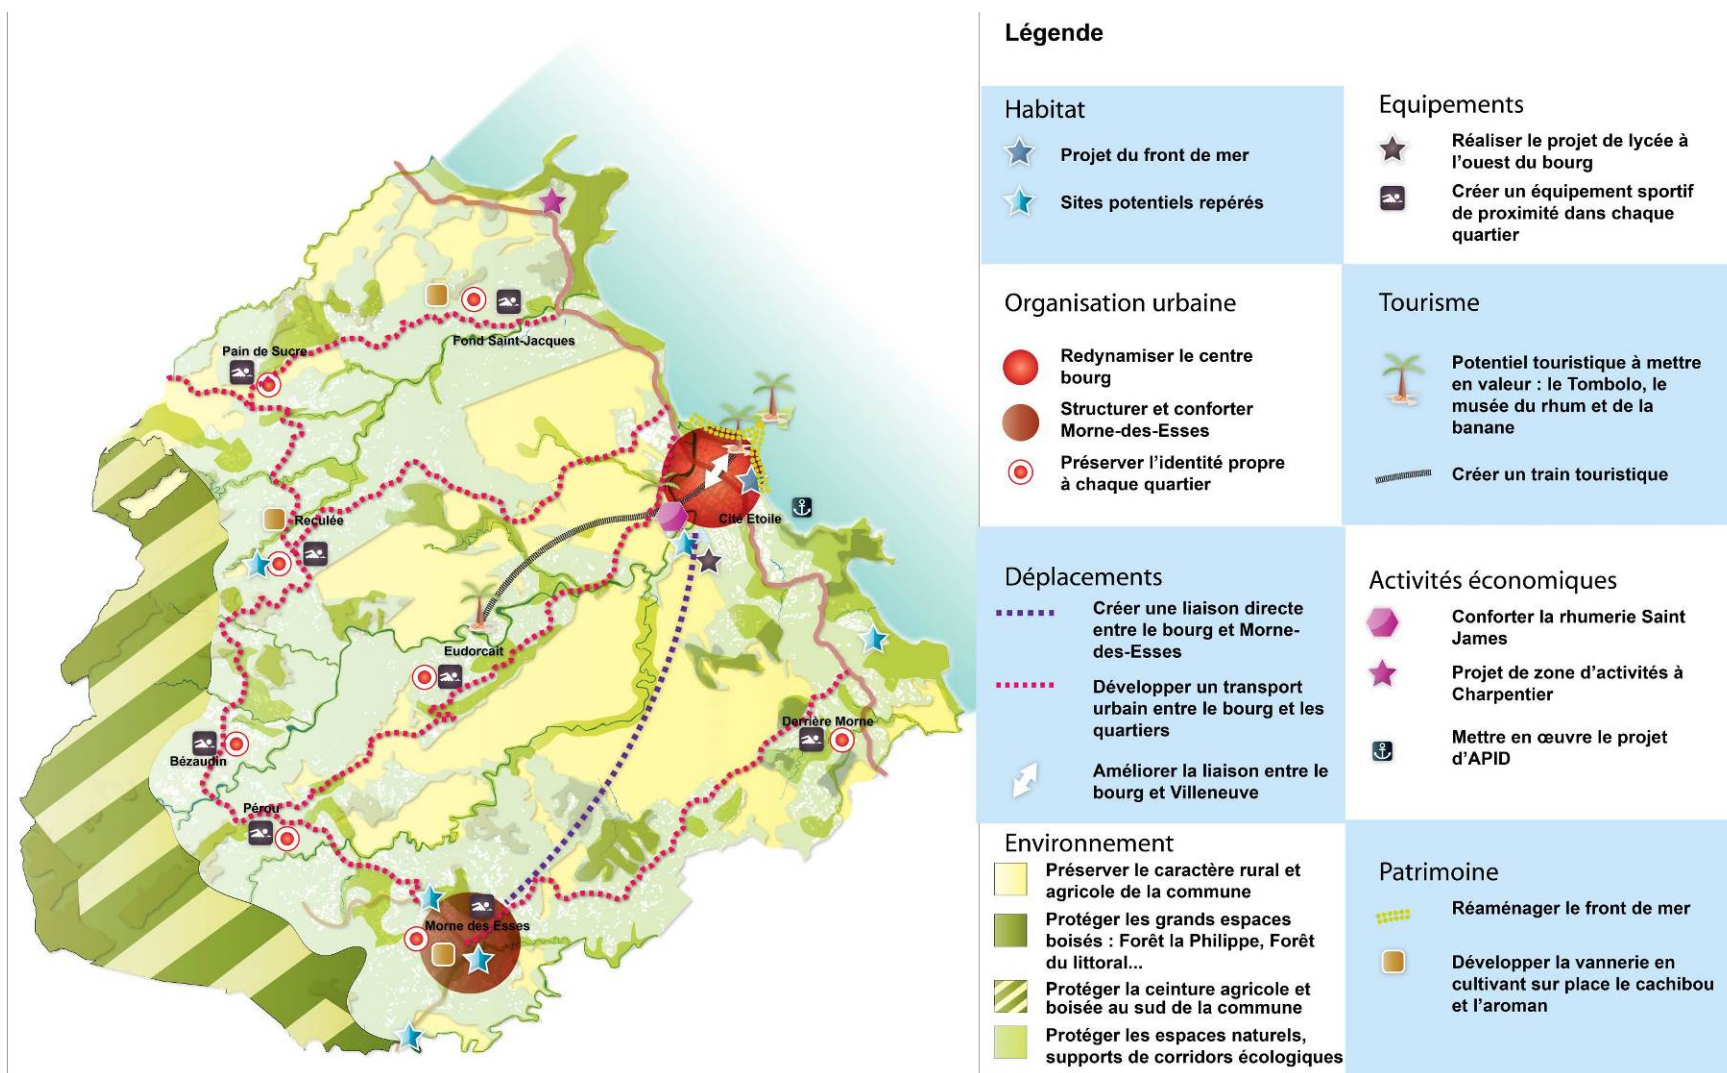 Légende
Habitat
Projet du front de mer
Sites potentiels repérés
Equipements
Réaliser le projet de lycée à
l'ouest du bourg
Créer un équipement sportif
de proximité dans chaque
quartier
Organisation urbaine
Redynamiser le centre
bourg
Structurer et conforter
Morne-des-Esses
Préserver l'identité propre
à chaque quartier
Tourisme
Potentiel touristique à mettre
en valeur : le Tombolo, le
musée du rhum et de la
banane
Créer un train touristique
Déplacements
Créer une liaison directe
entre le bourg et Morne-
des-Esses
Développer un transport
urbain entre le bourg et les
quartiers
Améliorer la liaison entre le
bourg et Villeneuve
Activités économiques
Conforter la rhumerie Saint
James
Projet de zone d'activités à
Charpentier
Mettre en œuvre le projet
d'APID
Environnement
Préserver le caractère rural et
agricole de la commune
Protéger les grands espaces
boisés : Forêt la Philippe, Forêt
du littoral...
Protéger la ceinture agricole et
boisée au sud de la commune
Protéger les espaces naturels,
supports de corridors écologiques
Patrimoine
Réaménager le front de mer
Développer la vannerie en
cultivant sur place le cachibou
et l'aroman
Fond Saint-Jacques
Pain de Sucre
Reculée
Cité Etoile
Eudorcait
Derrière Morne
Bézaudin
Pérou
Morne des Esses